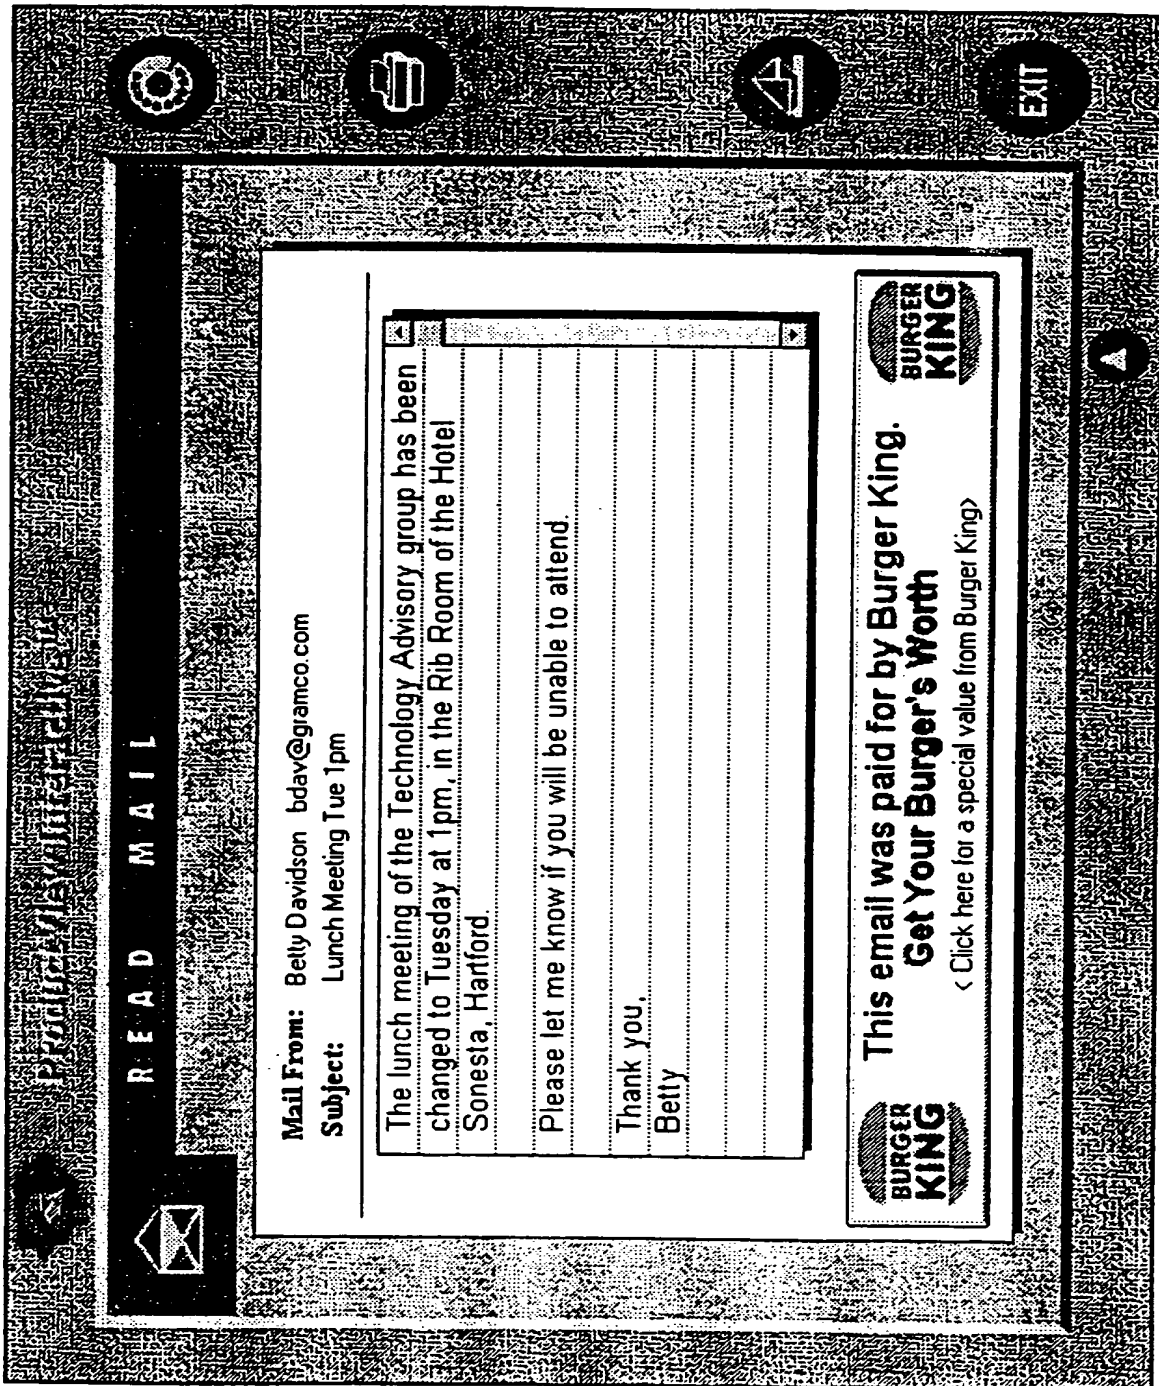 ProductViewInteractive
READ MAIL
EXIT
Mail From: Betty Davidson bdav@gramco.com
Subject: Lunch Meeting Tue 1pm
The lunch meeting of the Technology Advisory group has been
changed to Tuesday at 1pm, in the Rib Room of the Hotel
Sonesta, Hartford.
Please let me know if you will be unable to attend.
Thank you,
Betty
BURGER
KING
This email was paid for by Burger King.
Get Your Burger's Worth
< Click here for a special value from Burger King>
BURGER
KING